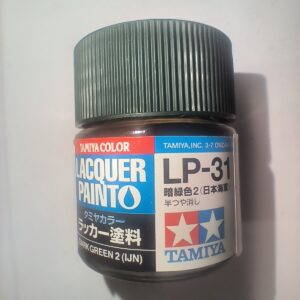 TAMIYA COLOR
LACQUER
PAINT
タミヤカラー
ラッカー塗料
DARK GREEN 2 (IJN)
TAMIYA, INC. 3-7
LP-31
暗緑色2(日本海軍)
半つや消し
TAMIYA